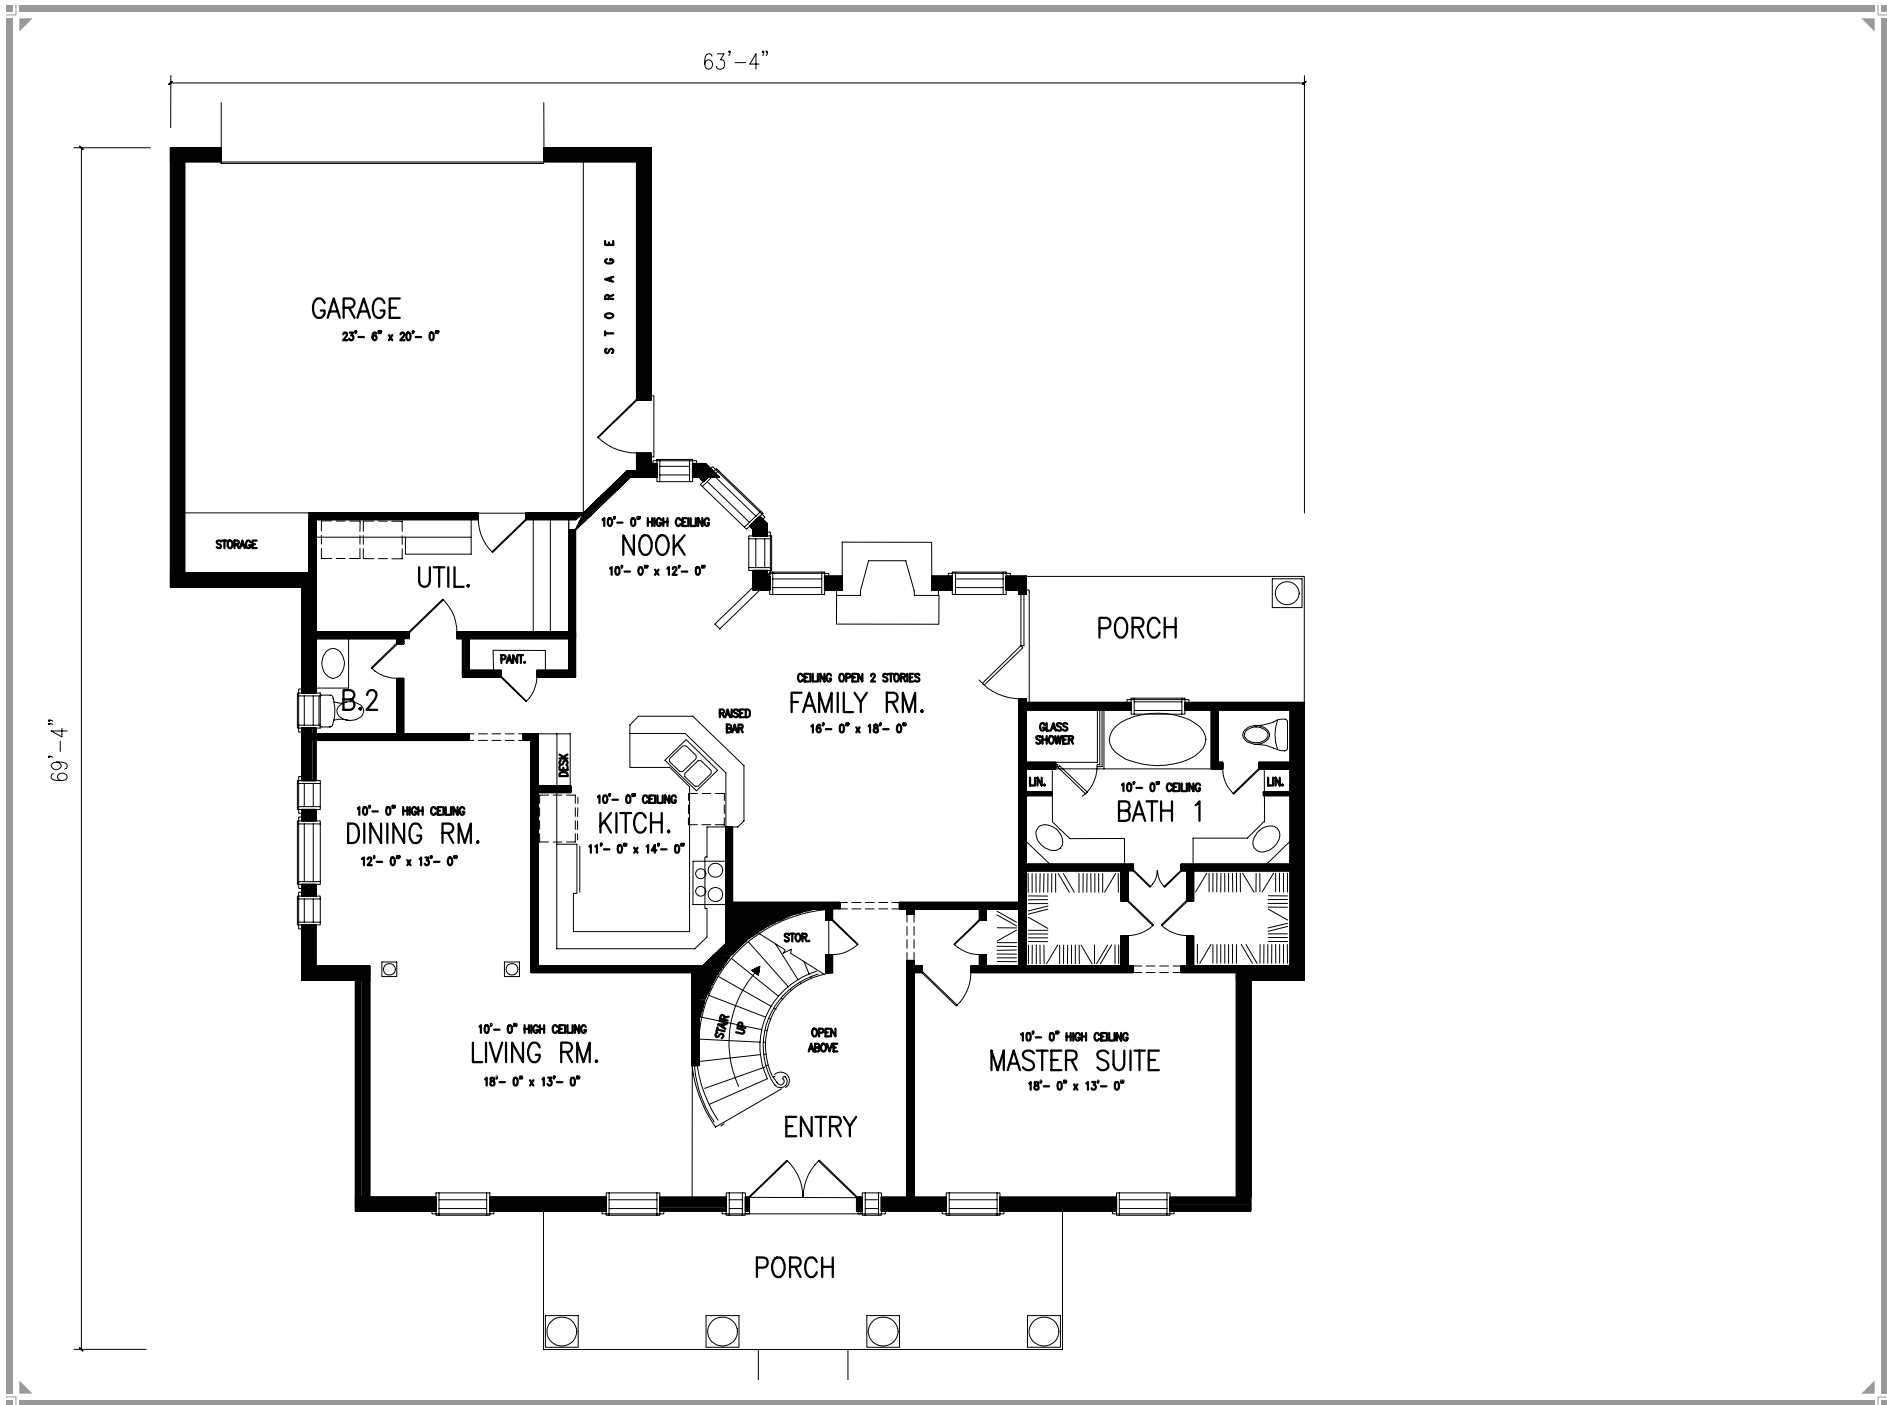 63'-4"
GARAGE
23'- 6" x 20'- 0"
STORAGE
STORAGE
10'- 0" HIGH CEILING
NOOK
10'- 0" x 12'- 0"
UTIL.
PORCH
PANT.
B.2
CEILING OPEN 2 STORIES
FAMILY RM.
16'- 0" x 18'- 0"
RAISED
BAR
69'-4"
GLASS
SHOWER
DESK
LIN.
LIN.
10'- 0" CEILING
BATH 1
10'- 0" HIGH CEILING
DINING RM.
12'- 0" x 13'- 0"
10'- 0" CEILING
KITCH.
11'- 0" x 14'- 0"
STOR.
STAIR
UP
OPEN
ABOVE
10'- 0" HIGH CEILING
LIVING RM.
18'- 0" x 13'- 0"
10'- 0" HIGH CEILING
MASTER SUITE
18'- 0" x 13'- 0"
ENTRY
PORCH